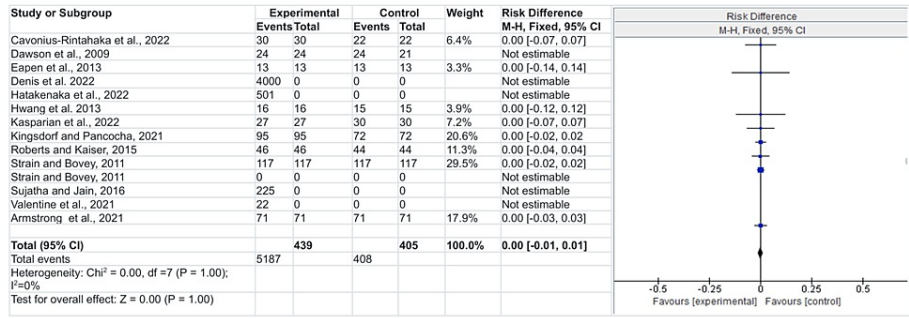 Study or Subgroup Experimental Control Weight Risk Difference
Events Total Events Total M-H, Fixed, 95% CI
Cavonius-Rintahaka et al., 2022 30 30 22 22 6.4% 0.00 [-0.07, 0.07]
Dawson et al., 2009 24 24 24 21 Not estimable
Eapen et al., 2013 13 13 13 13 3.3% 0.00 [-0.14, 0.14]
Denis et al. 2022 4000 0 0 0 Not estimable
Hatakenaka et al., 2022 501 0 0 0 Not estimable
Hwang et al. 2013 16 16 15 15 3.9% 0.00 [-0.12, 0.12]
Kasparian et al., 2022 27 27 30 30 7.2% 0.00 [-0.07, 0.07]
Kingsdorf and Pancocha, 2021 95 95 72 72 20.6% 0.00 [-0.02, 0.02
Roberts and Kaiser, 2015 46 46 44 44 11.3% 0.00 [-0.04, 0.04]
Strain and Bovey, 2011 117 117 117 117 29.5% 0.00 [-0.02, 0.02]
Strain and Bovey, 2011 0 0 0 0 Not estimable
Sujatha and Jain, 2016 225 0 0 0 Not estimable
Valentine et al., 2021 22 0 0 0 Not estimable
Armstrong et al., 2021 71 71 71 71 17.9% 0.00 [-0.03, 0.03]
Total (95% CI) 439 405 100.0% 0.00 [-0.01, 0.01]
Total events 5187 408
Heterogeneity: Chi² = 0.00, df =7 (P = 1.00);
I²=0%
Test for overall effect: Z = 0.00 (P = 1.00)
Risk Difference
M-H, Fixed, 95% CI
-0.5 -0.25 0 0.25 0.5
Favours [experimental] Favours [control]